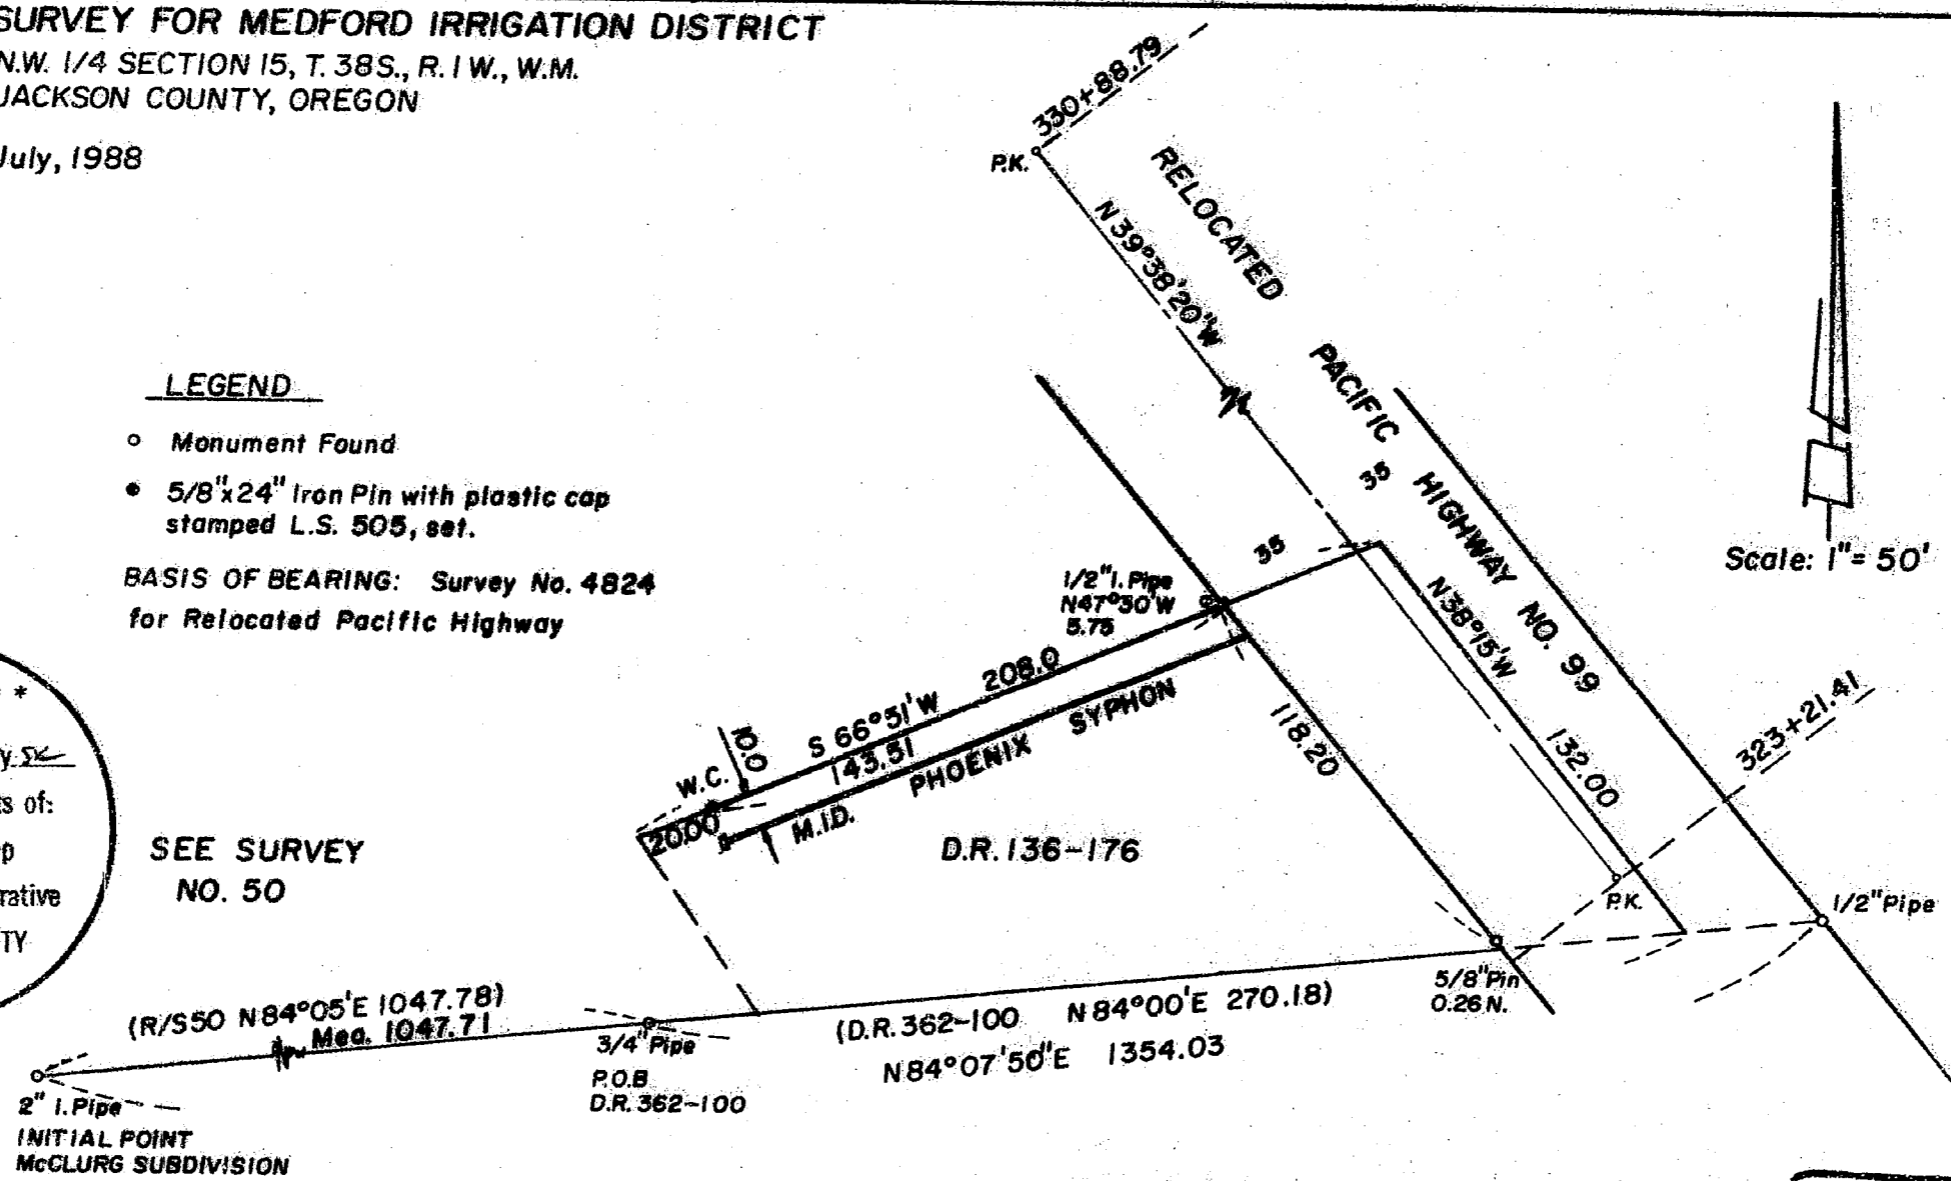 SURVEY FOR MEDFORD IRRIGATION DISTRICT
N.W. 1/4 SECTION 15, T. 38S., R. 1 W., W.M.
JACKSON COUNTY, OREGON
July, 1988
330+88.79
P.K.
N39°38'20"W
RELOCATED
PACIFIC
HIGHWAY NO. 99
35
35
LEGEND
Monument Found
5/8"x24" Iron Pin with plastic cap
stamped L.S. 505, set.
BASIS OF BEARING: Survey No. 4824
for Relocated Pacific Highway
Scale: 1"= 50'
1/2" I. Pipe
N47°30'W
5.75
N38°15'W
132.00
323+21.41
208.0
S 66°51'W
143.51
10.0
W.C.
20.00
PHOENIX SYPHON
M.I.D.
118.20
D.R. 136-176
P.K.
1/2" Pipe
*
y
s of:
p
rative
TY
SEE SURVEY
NO. 50
5/8" Pin
0.26 N.
(R/S50 N84°05'E 1047.78)
Mea. 1047.71
3/4" Pipe
P.O.B
D.R. 362-100
(D.R. 362-100 N84°00'E 270.18)
N84°07'50"E 1354.03
2" I. Pipe
INITIAL POINT
McCLURG SUBDIVISION